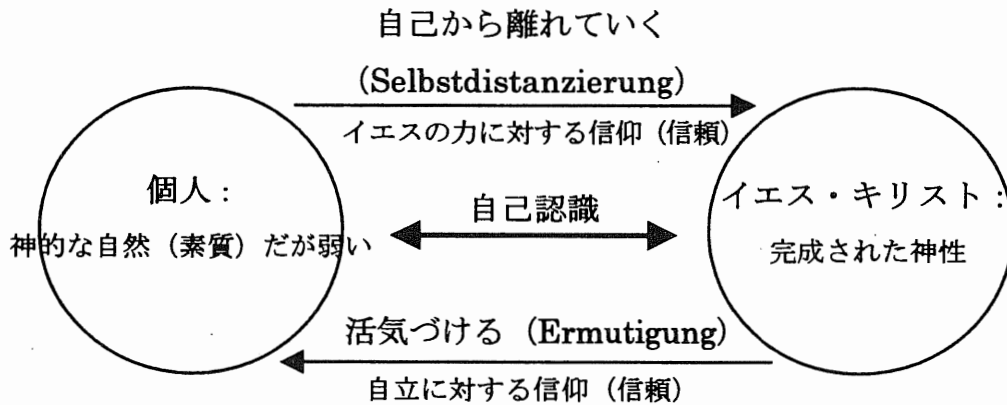 自己から離れていく
(Selbstdistanzierung)
イエスの力に対する信仰（信頼）
個人：
神的な自然（素質）だが弱い
自己認識
イエス・キリスト：
完成された神性
活気づける（Ermutigung）
自立に対する信仰（信頼）